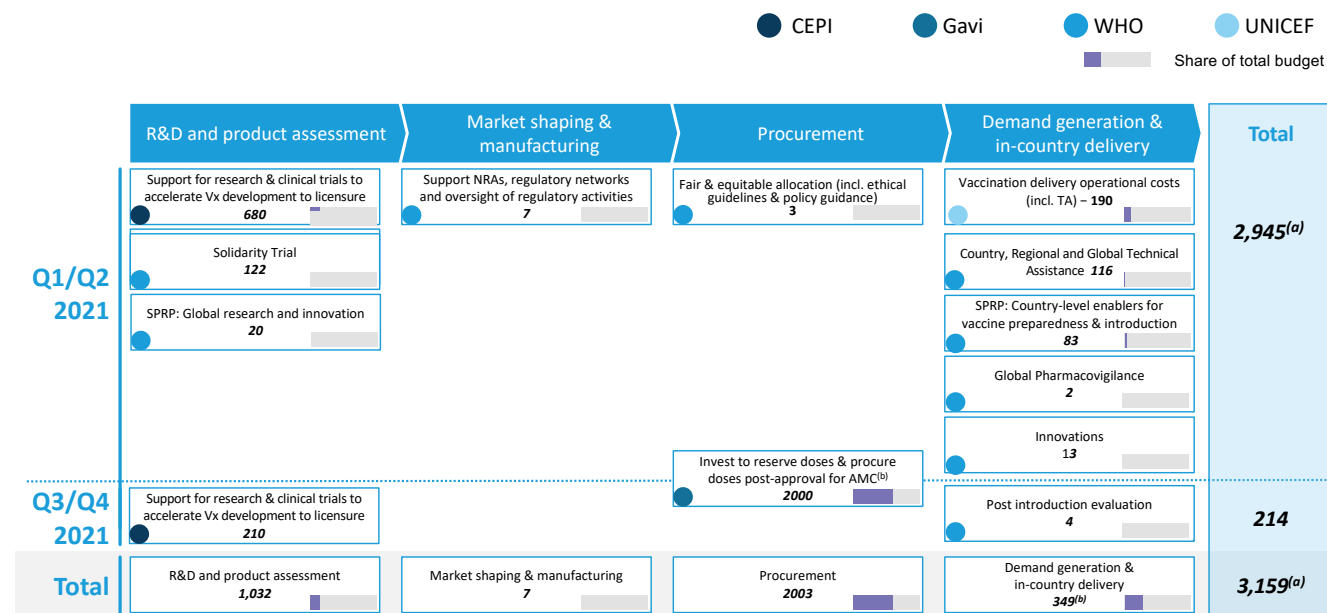 CEPI
Gavi
WHO
UNICEF
Share of total budget
R&D and product assessment
Market shaping &
manufacturing
Procurement
Demand generation &
in-country delivery
Total
Q1/Q2
2021
Support for research & clinical trials to
accelerate Vx development to licensure
680
Solidarity Trial
122
SPRP: Global research and innovation
20
Support NRAs, regulatory networks
and oversight of regulatory activities
7
Fair & equitable allocation (incl. ethical
guidelines & policy guidance)
3
Vaccination delivery operational costs
(incl. TA) – 190
Country, Regional and Global Technical
Assistance 116
SPRP: Country-level enablers for
vaccine preparedness & introduction
83
Global Pharmacovigilance
2
Innovations
13
2,945(a)
Invest to reserve doses & procure
doses post-approval for AMC(b)
2000
Q3/Q4
2021
Support for research & clinical trials to
accelerate Vx development to licensure
210
Post introduction evaluation
4
214
Total
R&D and product assessment
1,032
Market shaping & manufacturing
7
Procurement
2003
Demand generation &
in-country delivery
349(b)
3,159(a)